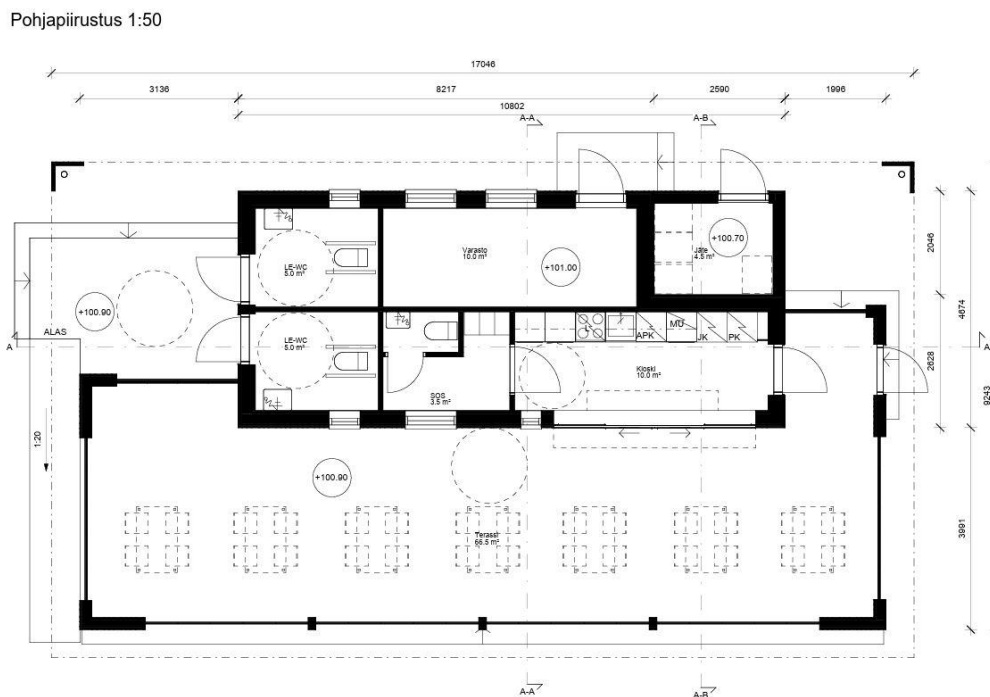 Pohjapiirustus 1:50
17046
3136
8217
2590
1996
10802
A-A
A-B
LE-WC
5.0 m²
Varasto
10.0 m²
+101.00
+100.70
Jäte
4.5 m²
2046
+100.90
ALAS
A
LE-WC
5.0 m²
L
APK
MU
JK
PK
4674
A
SOS
3.5 m²
Kioski
10.0 m²
2628
9243
1:20
+100.90
Terassi
66.5 m²
3991
A-A
A-B